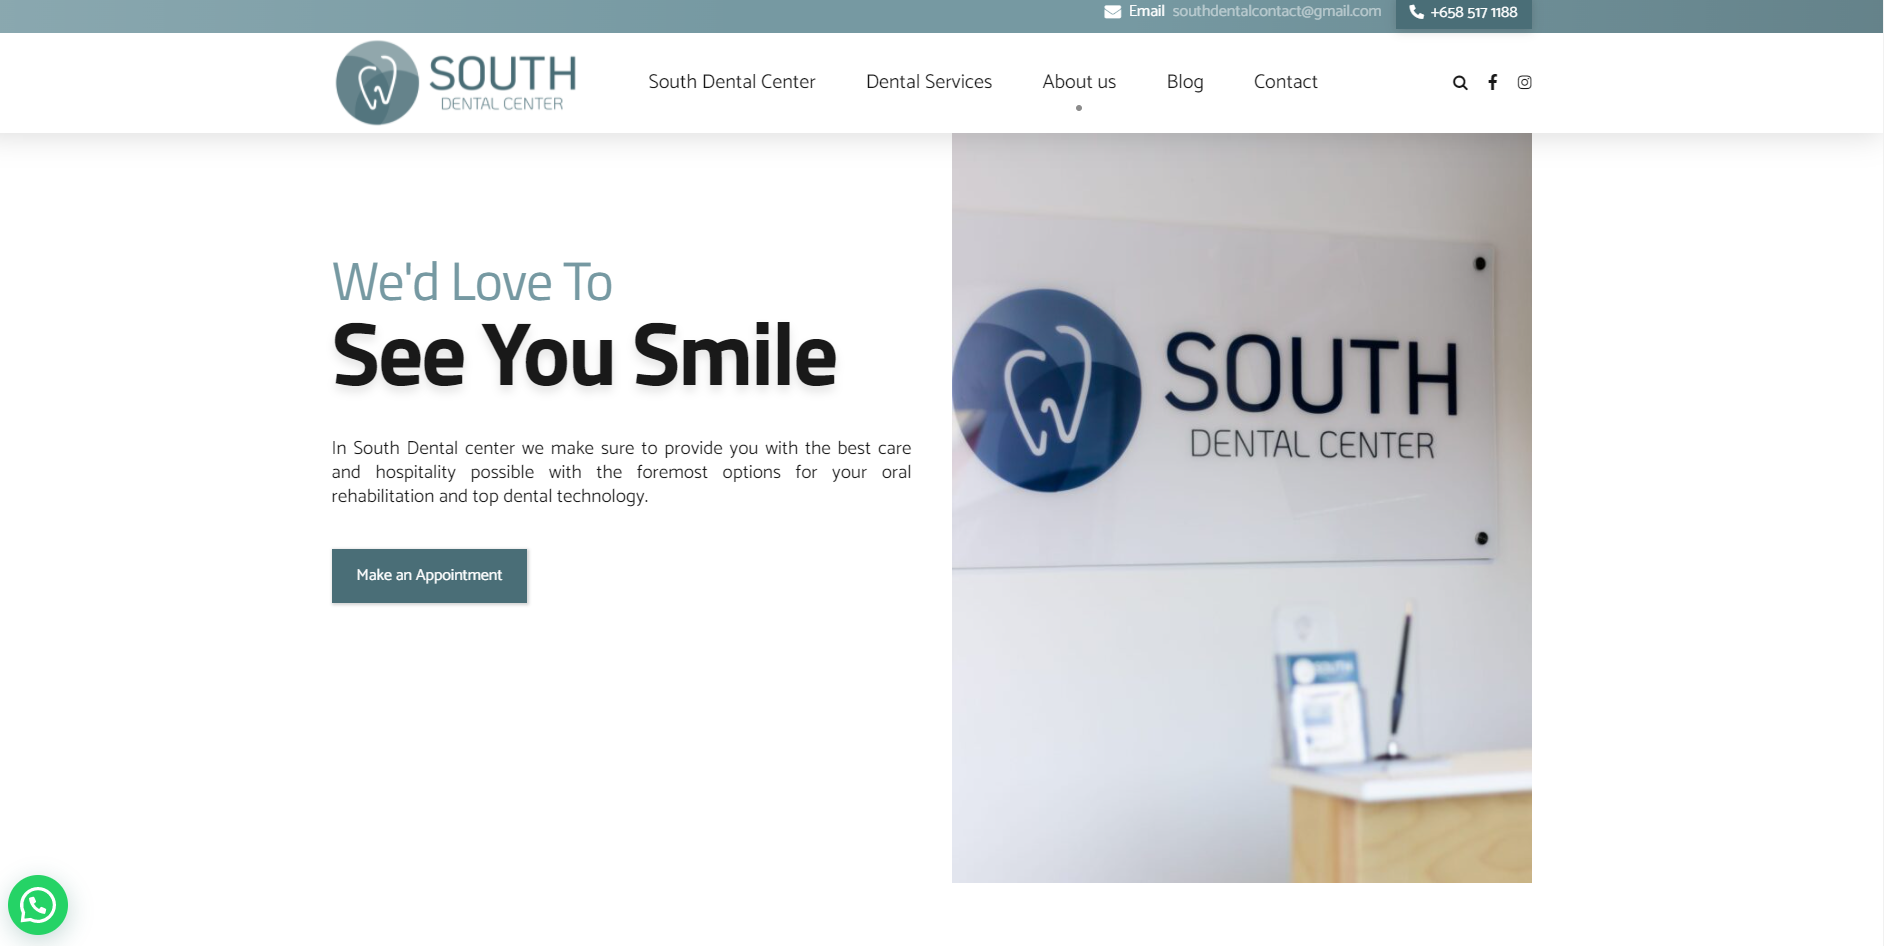 Email southdentalcontact@gmail.com +658 517 1188
SOUTH
DENTAL CENTER
South Dental Center
Dental Services
About us
Blog
Contact
We'd Love To
See You Smile
In South Dental center we make sure to provide you with the best care
and hospitality possible with the foremost options for your oral
rehabilitation and top dental technology.
Make an Appointment
SOUTH
DENTAL CENTER
SOUTH